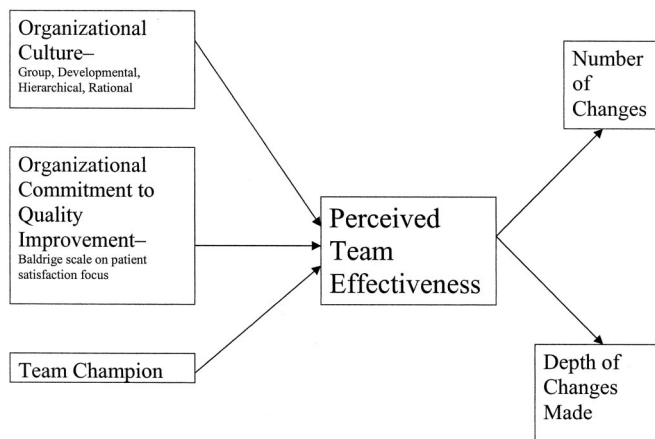 Organizational
Culture–
Group, Developmental,
Hierarchical, Rational
Organizational
Commitment to
Quality
Improvement–
Baldrige scale on patient
satisfaction focus
Team Champion
Perceived
Team
Effectiveness
Number
of
Changes
Depth of
Changes
Made